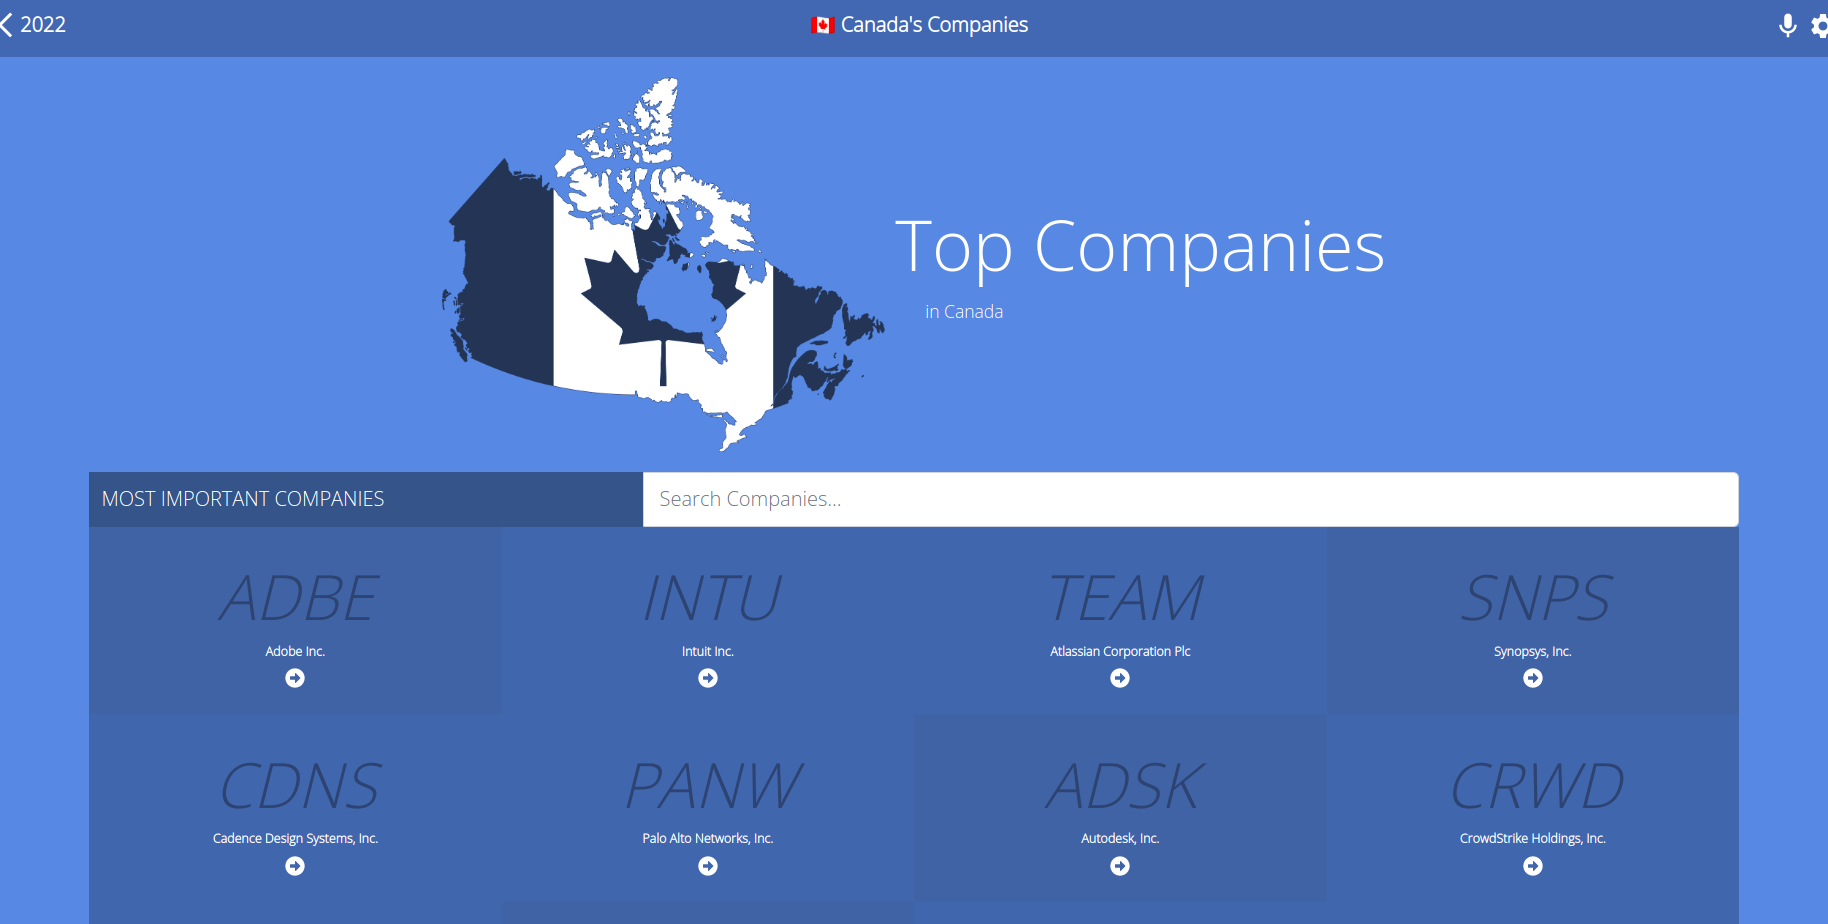 2022
🇨🇦 Canada's Companies
Top Companies
in Canada
MOST IMPORTANT COMPANIES
Search Companies...
ADBE
Adobe Inc.
INTU
Intuit Inc.
TEAM
Atlassian Corporation Plc
SNPS
Synopsys, Inc.
CDNS
Cadence Design Systems, Inc.
PANW
Palo Alto Networks, Inc.
ADSK
Autodesk, Inc.
CRWD
CrowdStrike Holdings, Inc.